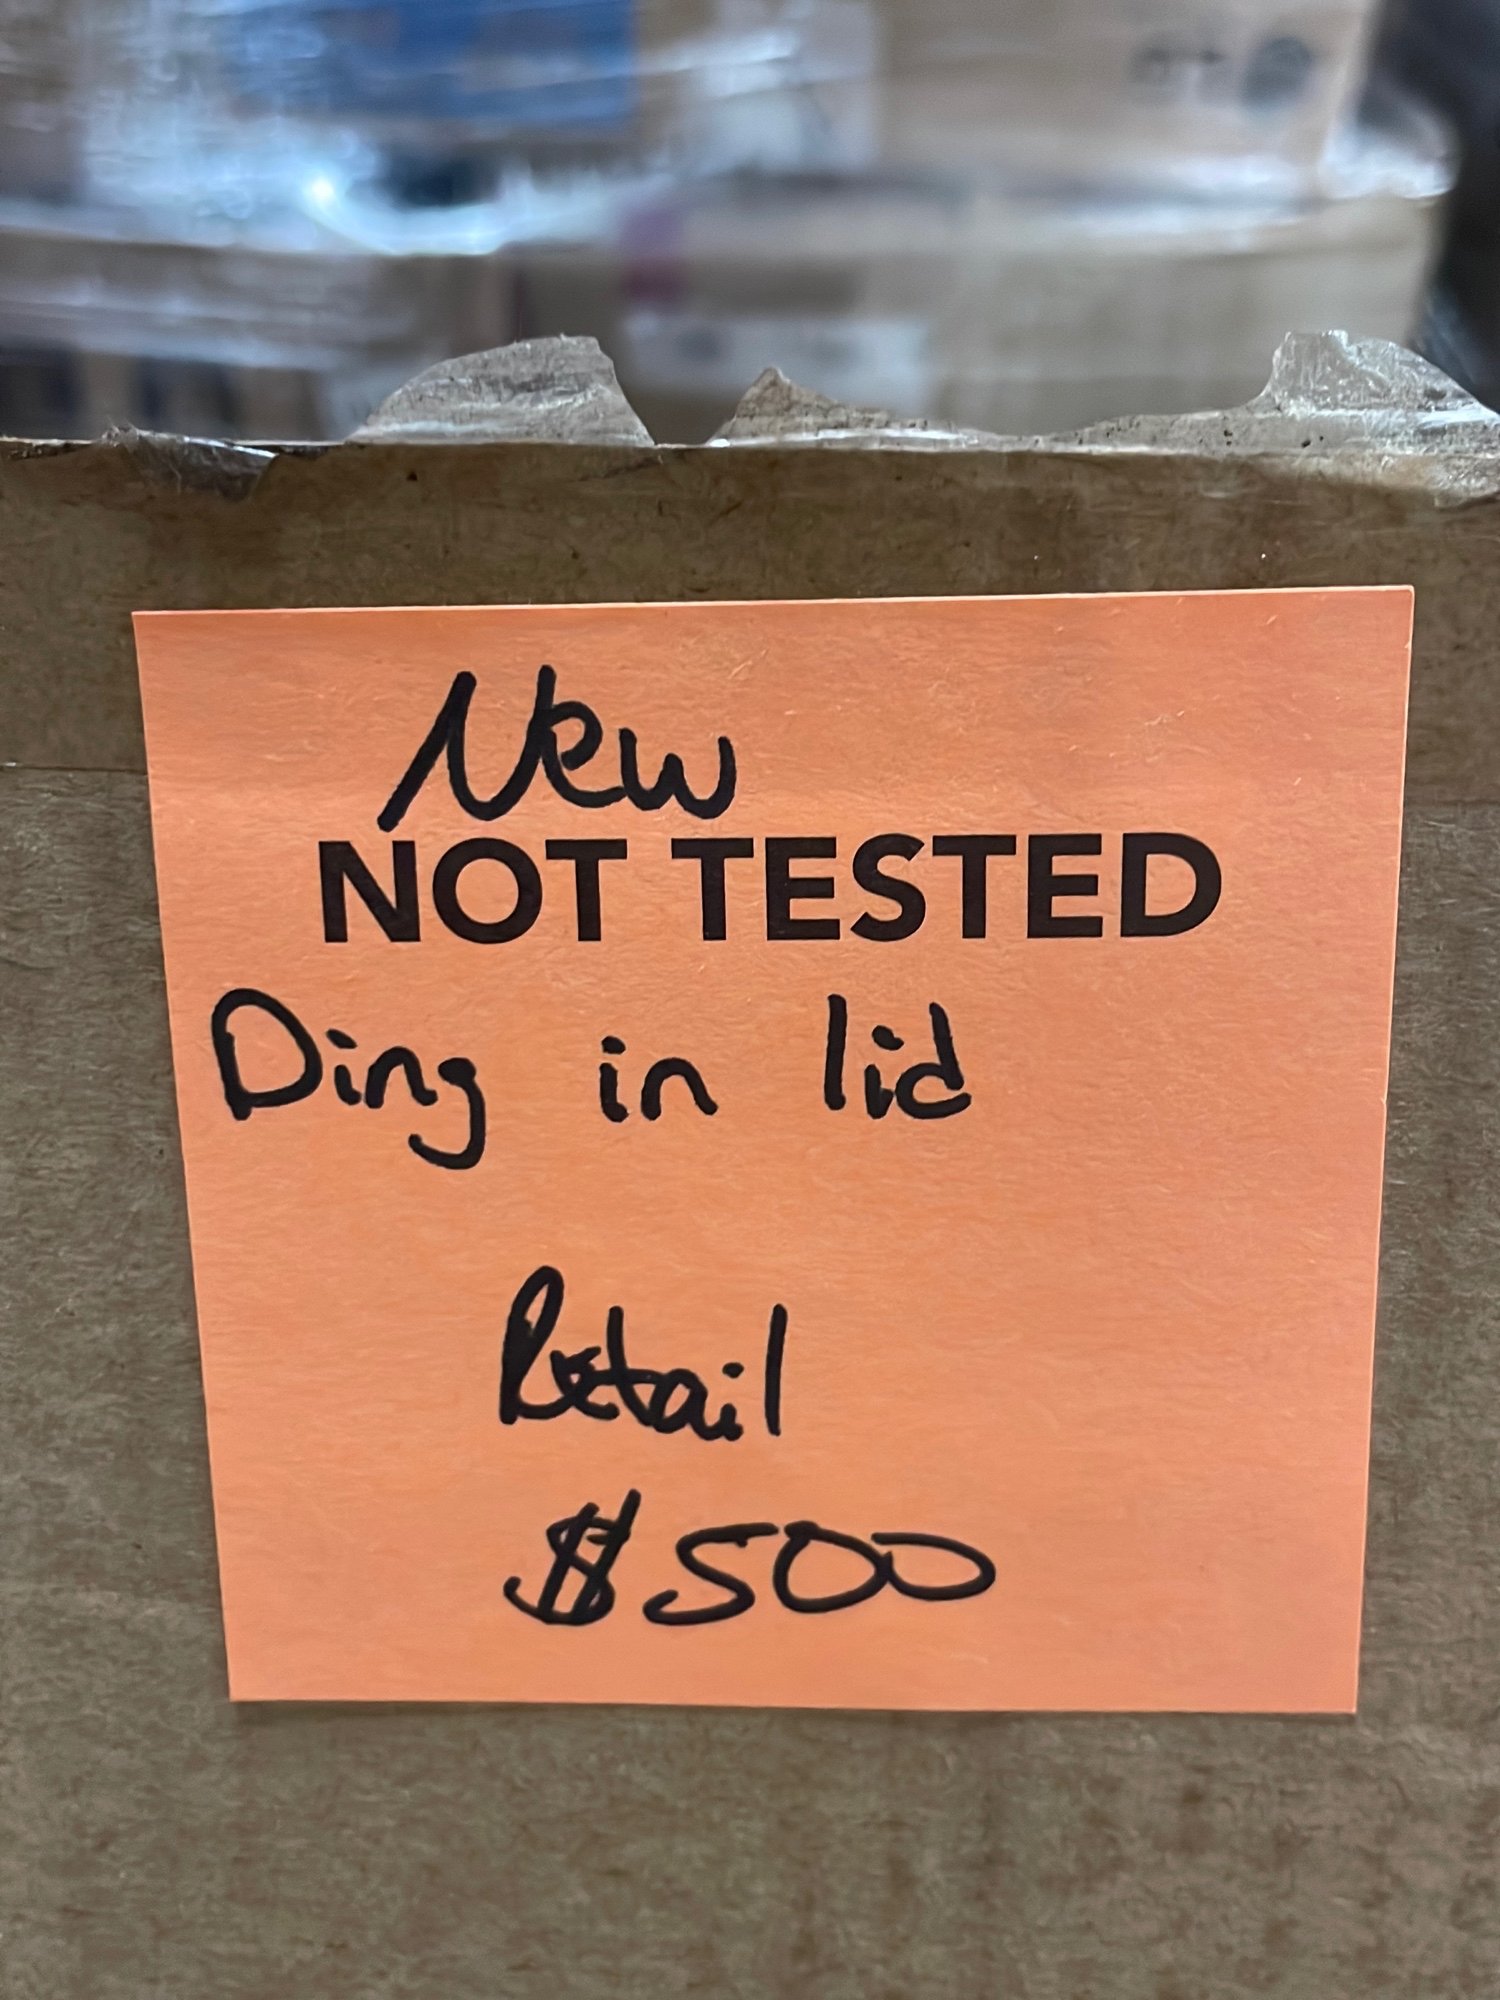 New
NOT TESTED
Ding in lid
Retail
$500